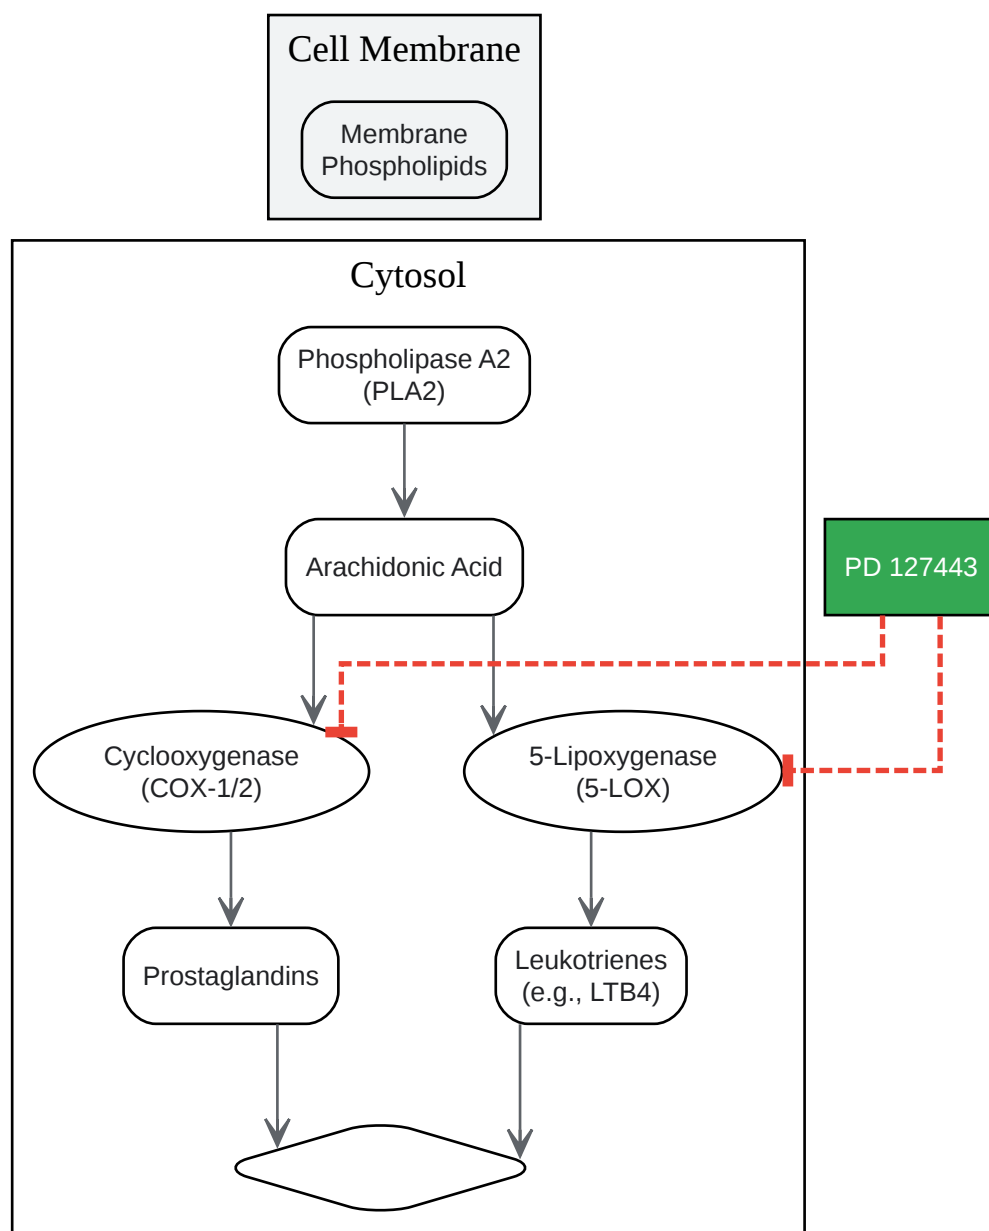 Cell Membrane
Membrane
Phospholipids
Cytosol
Phospholipase A2
(PLA2)
Arachidonic Acid
PD 127443
Cyclooxygenase
(COX-1/2)
5-Lipoxygenase
(5-LOX)
Prostaglandins
Leukotrienes
(e.g., LTB4)